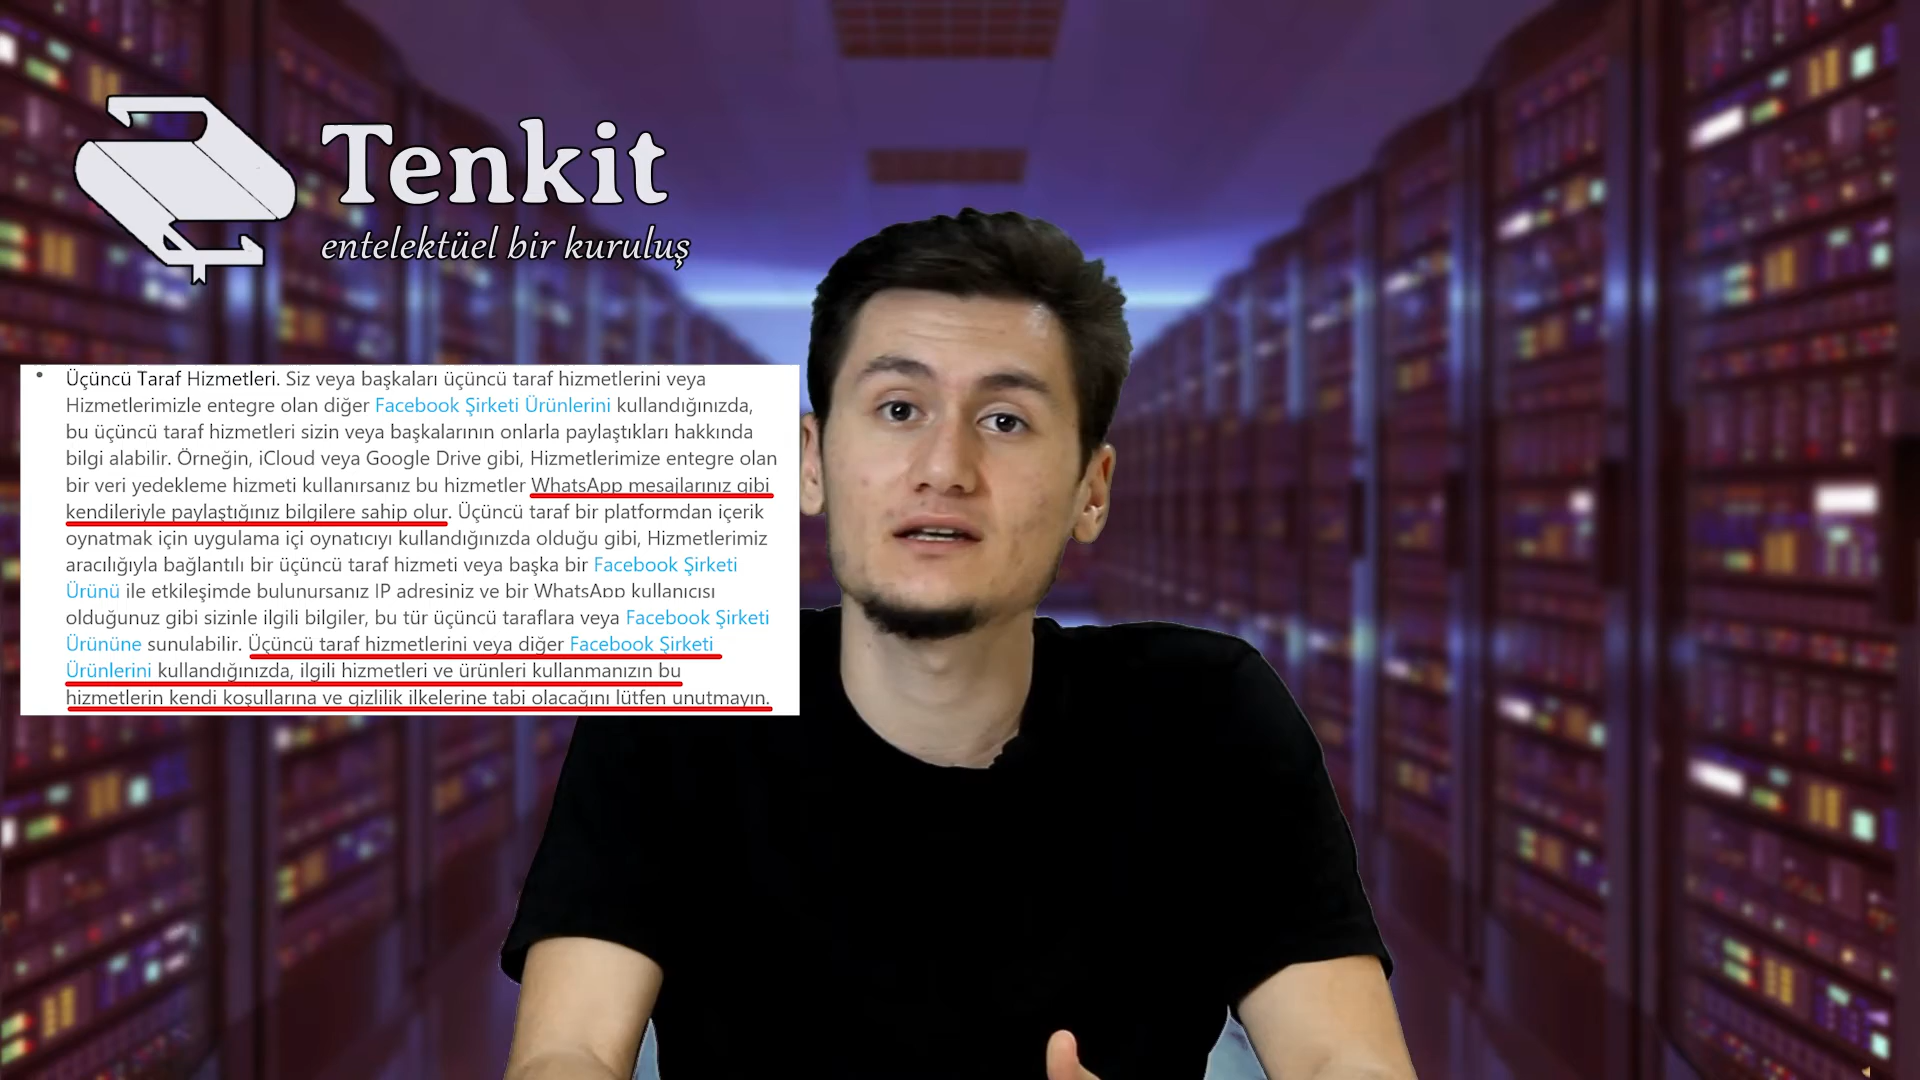 Tenkit
entelektüel bir kuruluş
• Üçüncü Taraf Hizmetleri. Siz veya başkaları üçüncü taraf hizmetlerini veya
Hizmetlerimizle entegre olan diğer Facebook Şirketi Ürünlerini kullandığınızda,
bu üçüncü taraf hizmetleri sizin veya başkalarının onlarla paylaştıkları hakkında
bilgi alabilir. Örneğin, iCloud veya Google Drive gibi, Hizmetlerimize entegre olan
bir veri yedekleme hizmeti kullanırsanız bu hizmetler WhatsApp mesajlarınız gibi
kendileriyle paylaştığınız bilgilere sahip olur. Üçüncü taraf bir platformdan içerik
oynatmak için uygulama içi oynatıcıyı kullandığınızda olduğu gibi, Hizmetlerimiz
aracılığıyla bağlantılı bir üçüncü taraf hizmeti veya başka bir Facebook Şirketi
Ürünü ile etkileşimde bulunursanız IP adresiniz ve bir WhatsApp kullanıcısı
olduğunuz gibi sizinle ilgili bilgiler, bu tür üçüncü taraflara veya Facebook Şirketi
Ürününe sunulabilir. Üçüncü taraf hizmetlerini veya diğer Facebook Şirketi
Ürünlerini kullandığınızda, ilgili hizmetleri ve ürünleri kullanmanızın bu
hizmetlerin kendi koşullarına ve gizlilik ilkelerine tabi olacağını lütfen unutmayın.